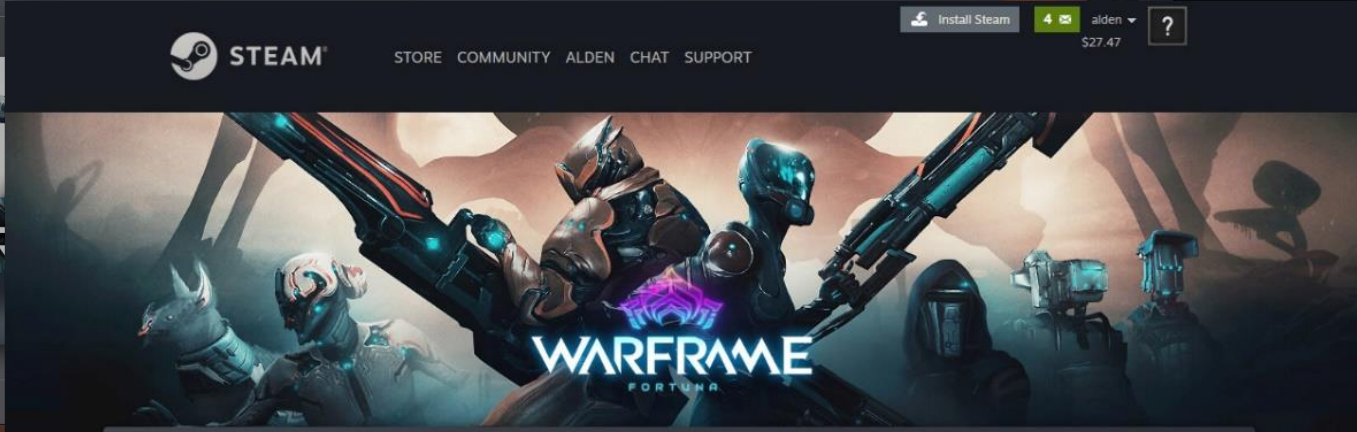 Install Steam
4
alden
$27.47
?
STEAM®
STORE COMMUNITY ALDEN CHAT SUPPORT
WARFRAME
FORTUNA